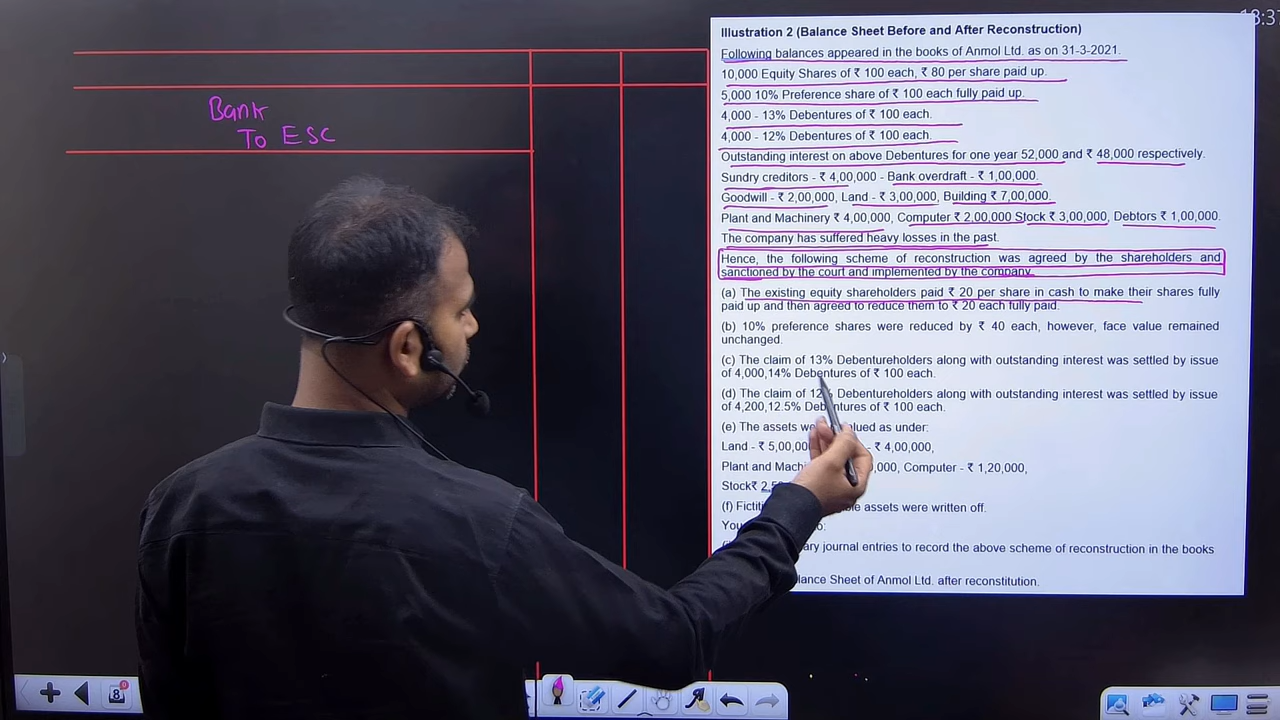 18:37
Bank
To ESC
Illustration 2 (Balance Sheet Before and After Reconstruction)
Following balances appeared in the books of Anmol Ltd. as on 31-3-2021.
10,000 Equity Shares of ₹ 100 each, ₹ 80 per share paid up.
5,000 10% Preference share of ₹ 100 each fully paid up.
4,000 - 13% Debentures of ₹ 100 each.
4,000 - 12% Debentures of ₹ 100 each.
Outstanding interest on above Debentures for one year 52,000 and ₹ 48,000 respectively.
Sundry creditors - ₹ 4,00,000 - Bank overdraft - ₹ 1,00,000.
Goodwill - ₹ 2,00,000, Land - ₹ 3,00,000, Building ₹ 7,00,000.
Plant and Machinery ₹ 4,00,000, Computer ₹ 2,00,000 Stock ₹ 3,00,000, Debtors ₹ 1,00,000.
The company has suffered heavy losses in the past.
Hence, the following scheme of reconstruction was agreed by the shareholders and
sanctioned by the court and implemented by the company.
(a) The existing equity shareholders paid ₹ 20 per share in cash to make their shares fully
paid up and then agreed to reduce them to ₹ 20 each fully paid.
(b) 10% preference shares were reduced by ₹ 40 each, however, face value remained
unchanged.
(c) The claim of 13% Debentureholders along with outstanding interest was settled by issue
of 4,000,14% Debentures of ₹ 100 each.
(d) The claim of 12% Debentureholders along with outstanding interest was settled by issue
of 4,200,12.5% Debentures of ₹ 100 each.
(e) The assets as under:
Land - ₹ - ₹ 4,00,000,
Plant and Computer - ₹ 1,20,000,
Stock₹
(f) assets were written off.
journal entries to record the above scheme of reconstruction in the books
Sheet of Anmol Ltd. after reconstitution.
8